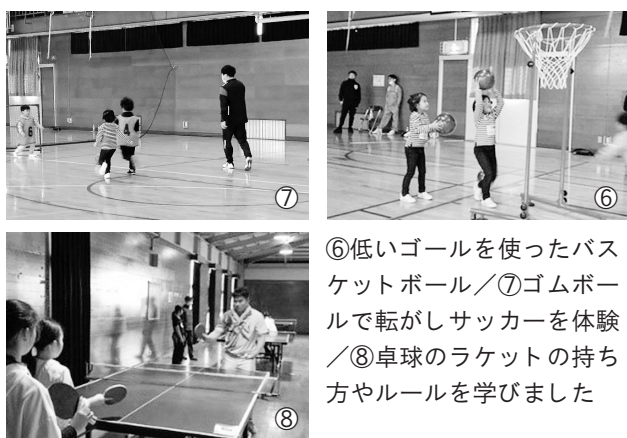 ⑦
⑥
⑧
⑥低いゴールを使ったバス
ケットボール／⑦ゴムボー
ルで転がしサッカーを体験
／⑧卓球のラケットの持ち
方やルールを学びました
6
4